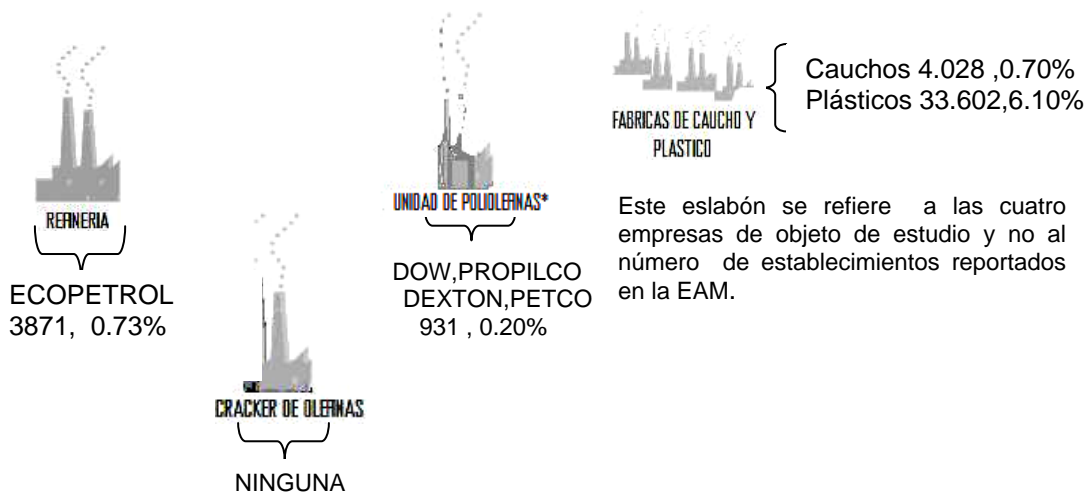 REFINERIA
ECOPETROL
3871, 0.73%
CRACKER DE OLEFINAS
NINGUNA
UNIDAD DE POLIOLEFINAS*
DOW,PROPILCO
DEXTON,PETCO
931 , 0.20%
FABRICAS DE CAUCHO Y
PLASTICO
Cauchos 4.028 ,0.70%
Plásticos 33.602,6.10%
Este eslabón se refiere a las cuatro
empresas de objeto de estudio y no al
número de establecimientos reportados
en la EAM.